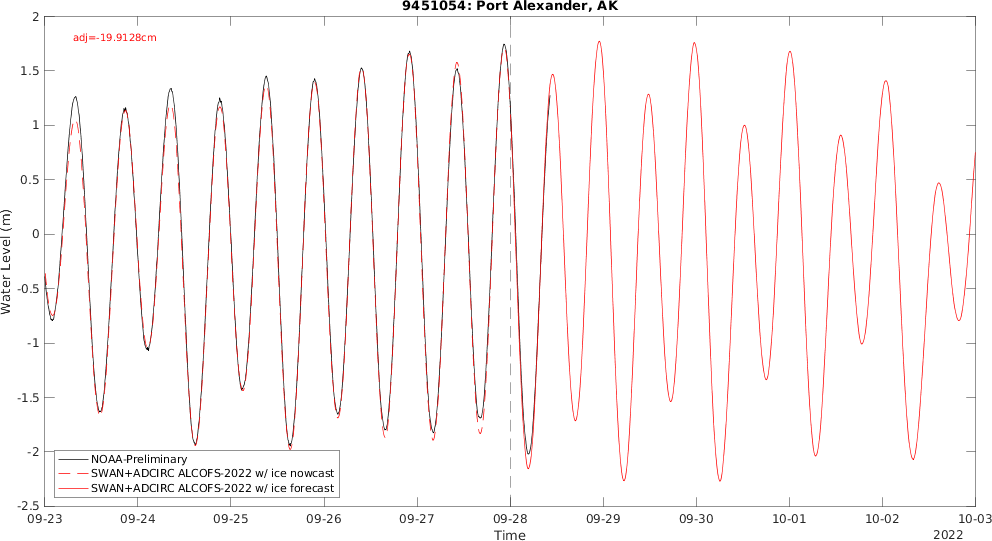 9451054: Port Alexander, AK
adj=-19.9128cm
2
1.5
1
0.5
0
-0.5
-1
-1.5
-2
-2.5
Water Level (m)
NOAA-Preliminary
SWAN+ADCIRC ALCOFS-2022 w/ ice nowcast
SWAN+ADCIRC ALCOFS-2022 w/ ice forecast
09-23 09-24 09-25 09-26 09-27 09-28 09-29 09-30 10-01 10-02 10-03
Time
2022